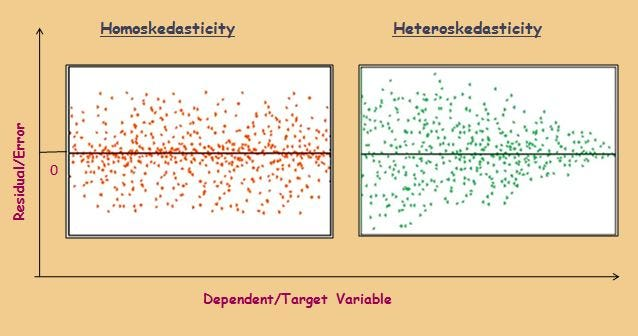 Homoskedasticity
Heteroskedasticity
Residual/Error
0
Dependent/Target Variable